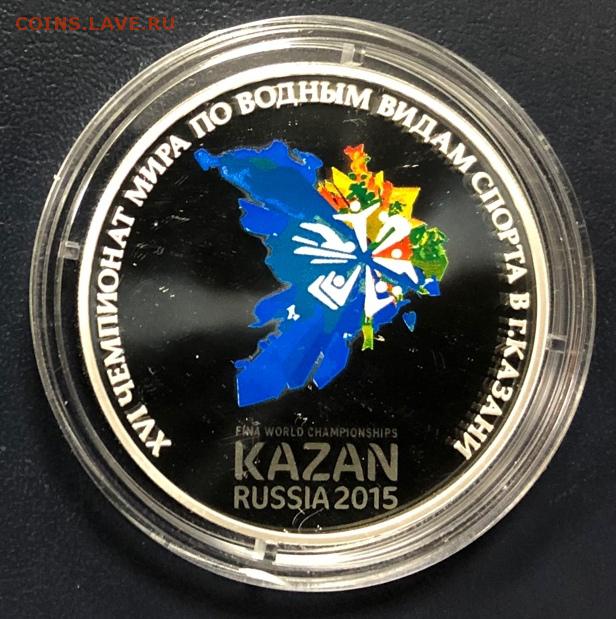 COINS.LAVE.RU
XVI ЧЕМПИОНАТ МИРА ПО ВОДНЫМ ВИДАМ СПОРТА В Г.КАЗАНИ
FINA WORLD CHAMPIONSHIPS
KAZAN
RUSSIA 2015